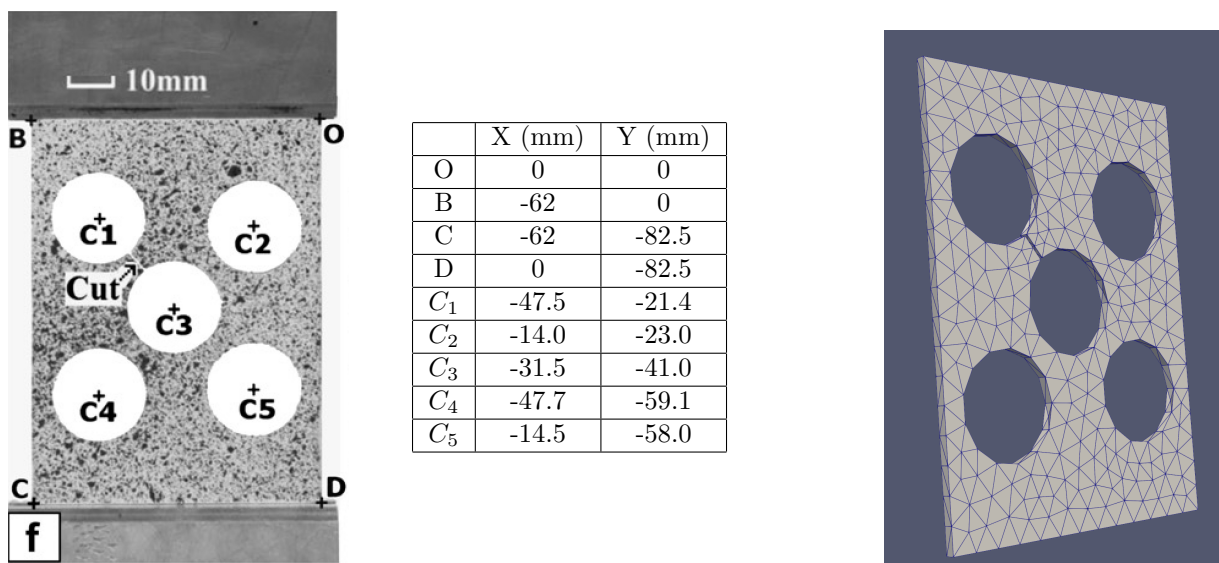 10mm
B
O
C1
C2
Cut
C3
C4
C5
C
D
f
X (mm) Y (mm)
O 0 0
B -62 0
C -62 -82.5
D 0 -82.5
C₁ -47.5 -21.4
C₂ -14.0 -23.0
C₃ -31.5 -41.0
C₄ -47.7 -59.1
C₅ -14.5 -58.0